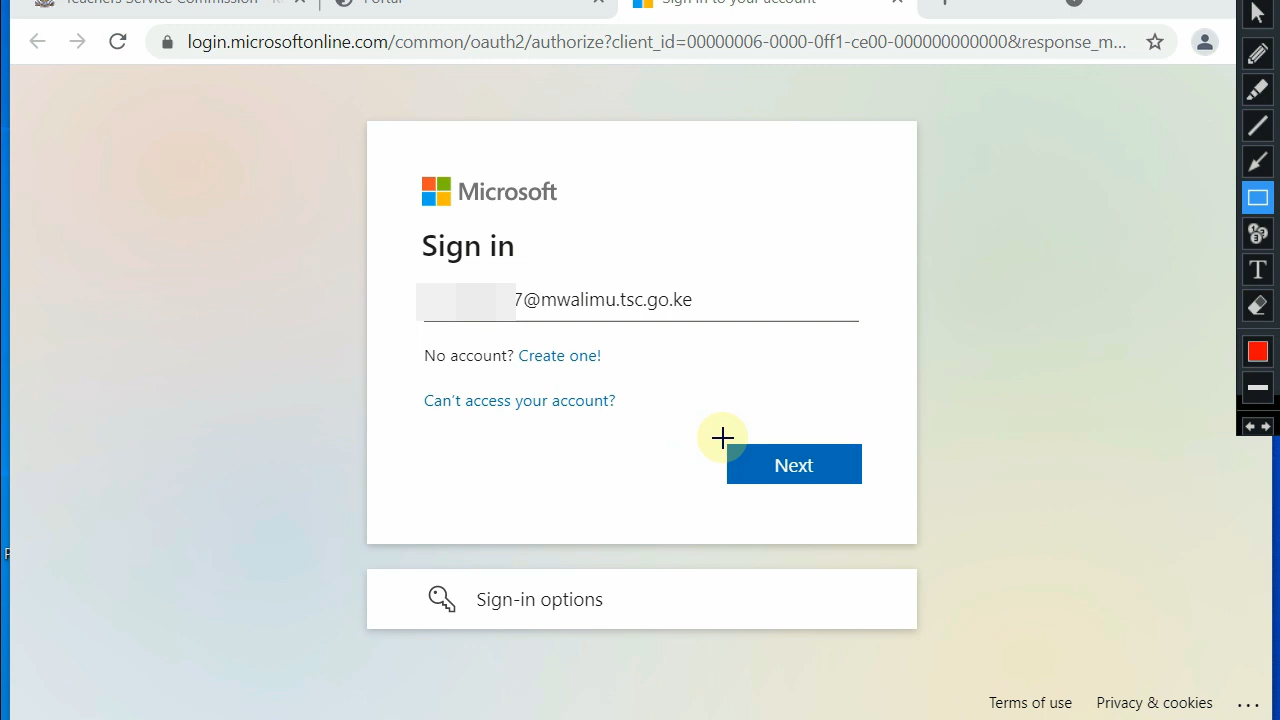 Teachers Service Commission
Portal
Sign in to your account
login.microsoftonline.com/common/oauth2/authorize?client_id=00000006-0000-0ff1-ce00-000000000000&response_m...
Microsoft
Sign in
7@mwalimu.tsc.go.ke
No account? Create one!
Can't access your account?
Next
Sign-in options
Terms of use
Privacy & cookies
...
T